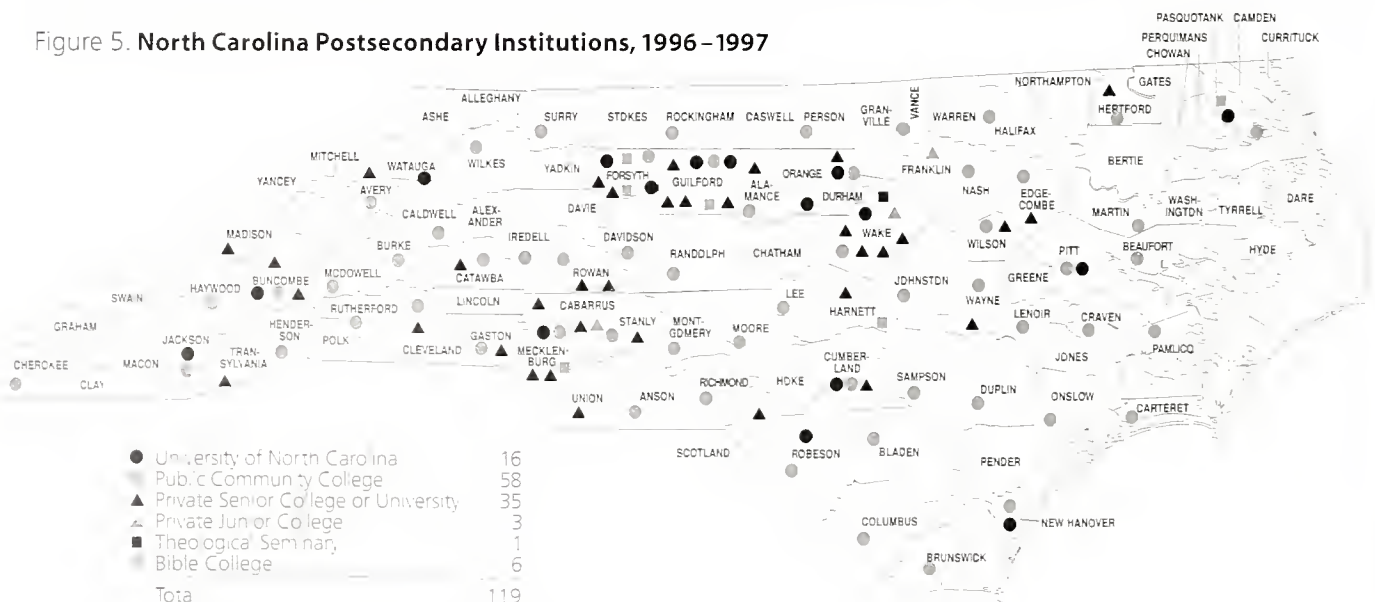 Figure 5. North Carolina Postsecondary Institutions, 1996–1997
PASQUOTANK CAMDEN
PERQUIMANS CURRITUCK
CHOWAN
NORTHAMPTON GATES
ALLEGHANY
ASHE SURRY STOKES ROCKINGHAM CASWELL PERSON GRAN-
VILLE VANCE WARREN HALIFAX HERTFORD
MITCHELL WATAUGA WILKES YADKIN FORSYTH GUILFORD ALA-
MANCE ORANGE DURHAM FRANKLIN NASH EDGE-
COMBE BERTIE
YANCEY AVERY
CALDWELL ALEX-
ANDER DAVIE MARTIN WASH-
INGTON TYRRELL DARE
MADISON BURKE IREDELL DAVIDSON RANDOLPH CHATHAM WAKE WILSON PITT BEAUFORT HYDE
HAYWOOD BUNCOMBE MCDOWELL CATAWBA ROWAN JOHNSTON GREENE
SWAIN RUTHERFORD LINCOLN CABARRUS LEE HARNETT WAYNE
GRAHAM HENDER-
SON POLK CLEVELAND GASTON STANLY MONT-
GOMERY MOORE LENOIR CRAVEN
JACKSON TRAN-
SYLVANIA MECKLEN-
BURG PAMLICO
CHEROKEE MACON CLAY CUMBER-
LAND JONES
UNION ANSON RICHMOND HOKE SAMPSON DUPLIN ONSLOW CARTERET
SCOTLAND ROBESON BLADEN PENDER
COLUMBUS NEW HANOVER
BRUNSWICK
University of North Carolina 16
Public Community College 58
Private Senior College or University 35
Private Junior College 3
Theological Seminary 1
Bible College 6
Total 119